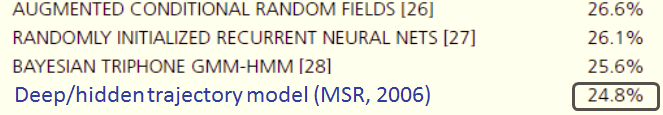 AUGMENTED CONDITIONAL RANDOM FIELDS [26] 26.6%
RANDOMLY INITIALIZED RECURRENT NEURAL NETS [27] 26.1%
BAYESIAN TRIPHONE GMM-HMM [28] 25.6%
Deep/hidden trajectory model (MSR, 2006) 24.8%